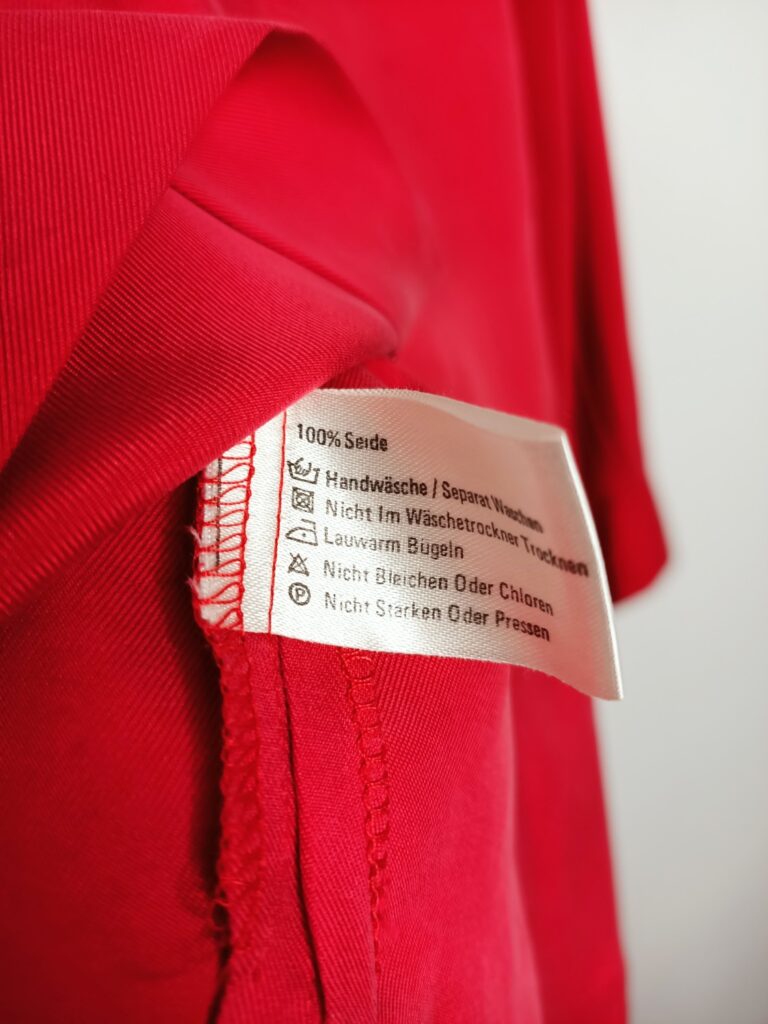 100% Seide
Handwäsche / Separat Waschen
Nicht Im Wäschetrockner Trocknen
Lauwarm Bügeln
Nicht Bleichen Oder Chloren
Nicht Stärken Oder Pressen
P